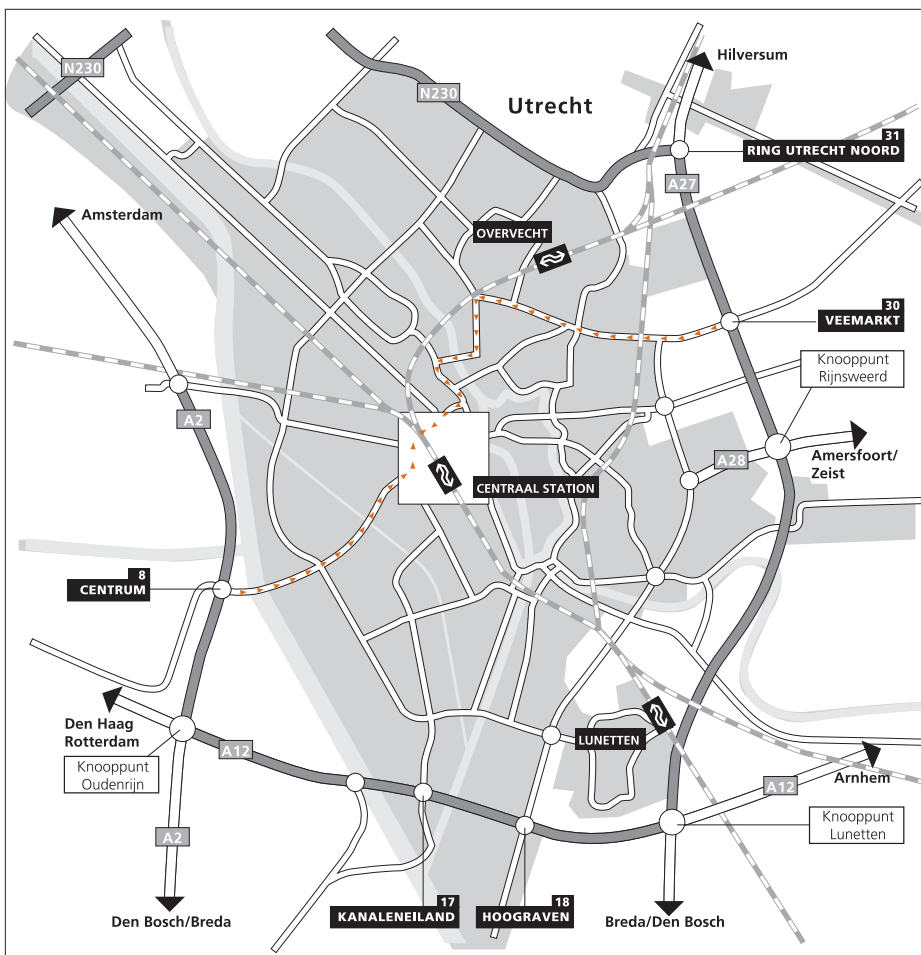 N230
N230
Utrecht
Hilversum
31
RING UTRECHT NOORD
A27
Amsterdam
OVERVECHT
30
VEEMARKT
Knooppunt
Rijnsweerd
A2
A28
Amersfoort/
Zeist
CENTRAAL STATION
8
CENTRUM
Den Haag
Rotterdam
Knooppunt
Oudenrijn
A12
LUNETTEN
Arnhem
A12
Knooppunt
Lunetten
A2
17
KANALENEILAND
18
HOOGRAVEN
Den Bosch/Breda
Breda/Den Bosch